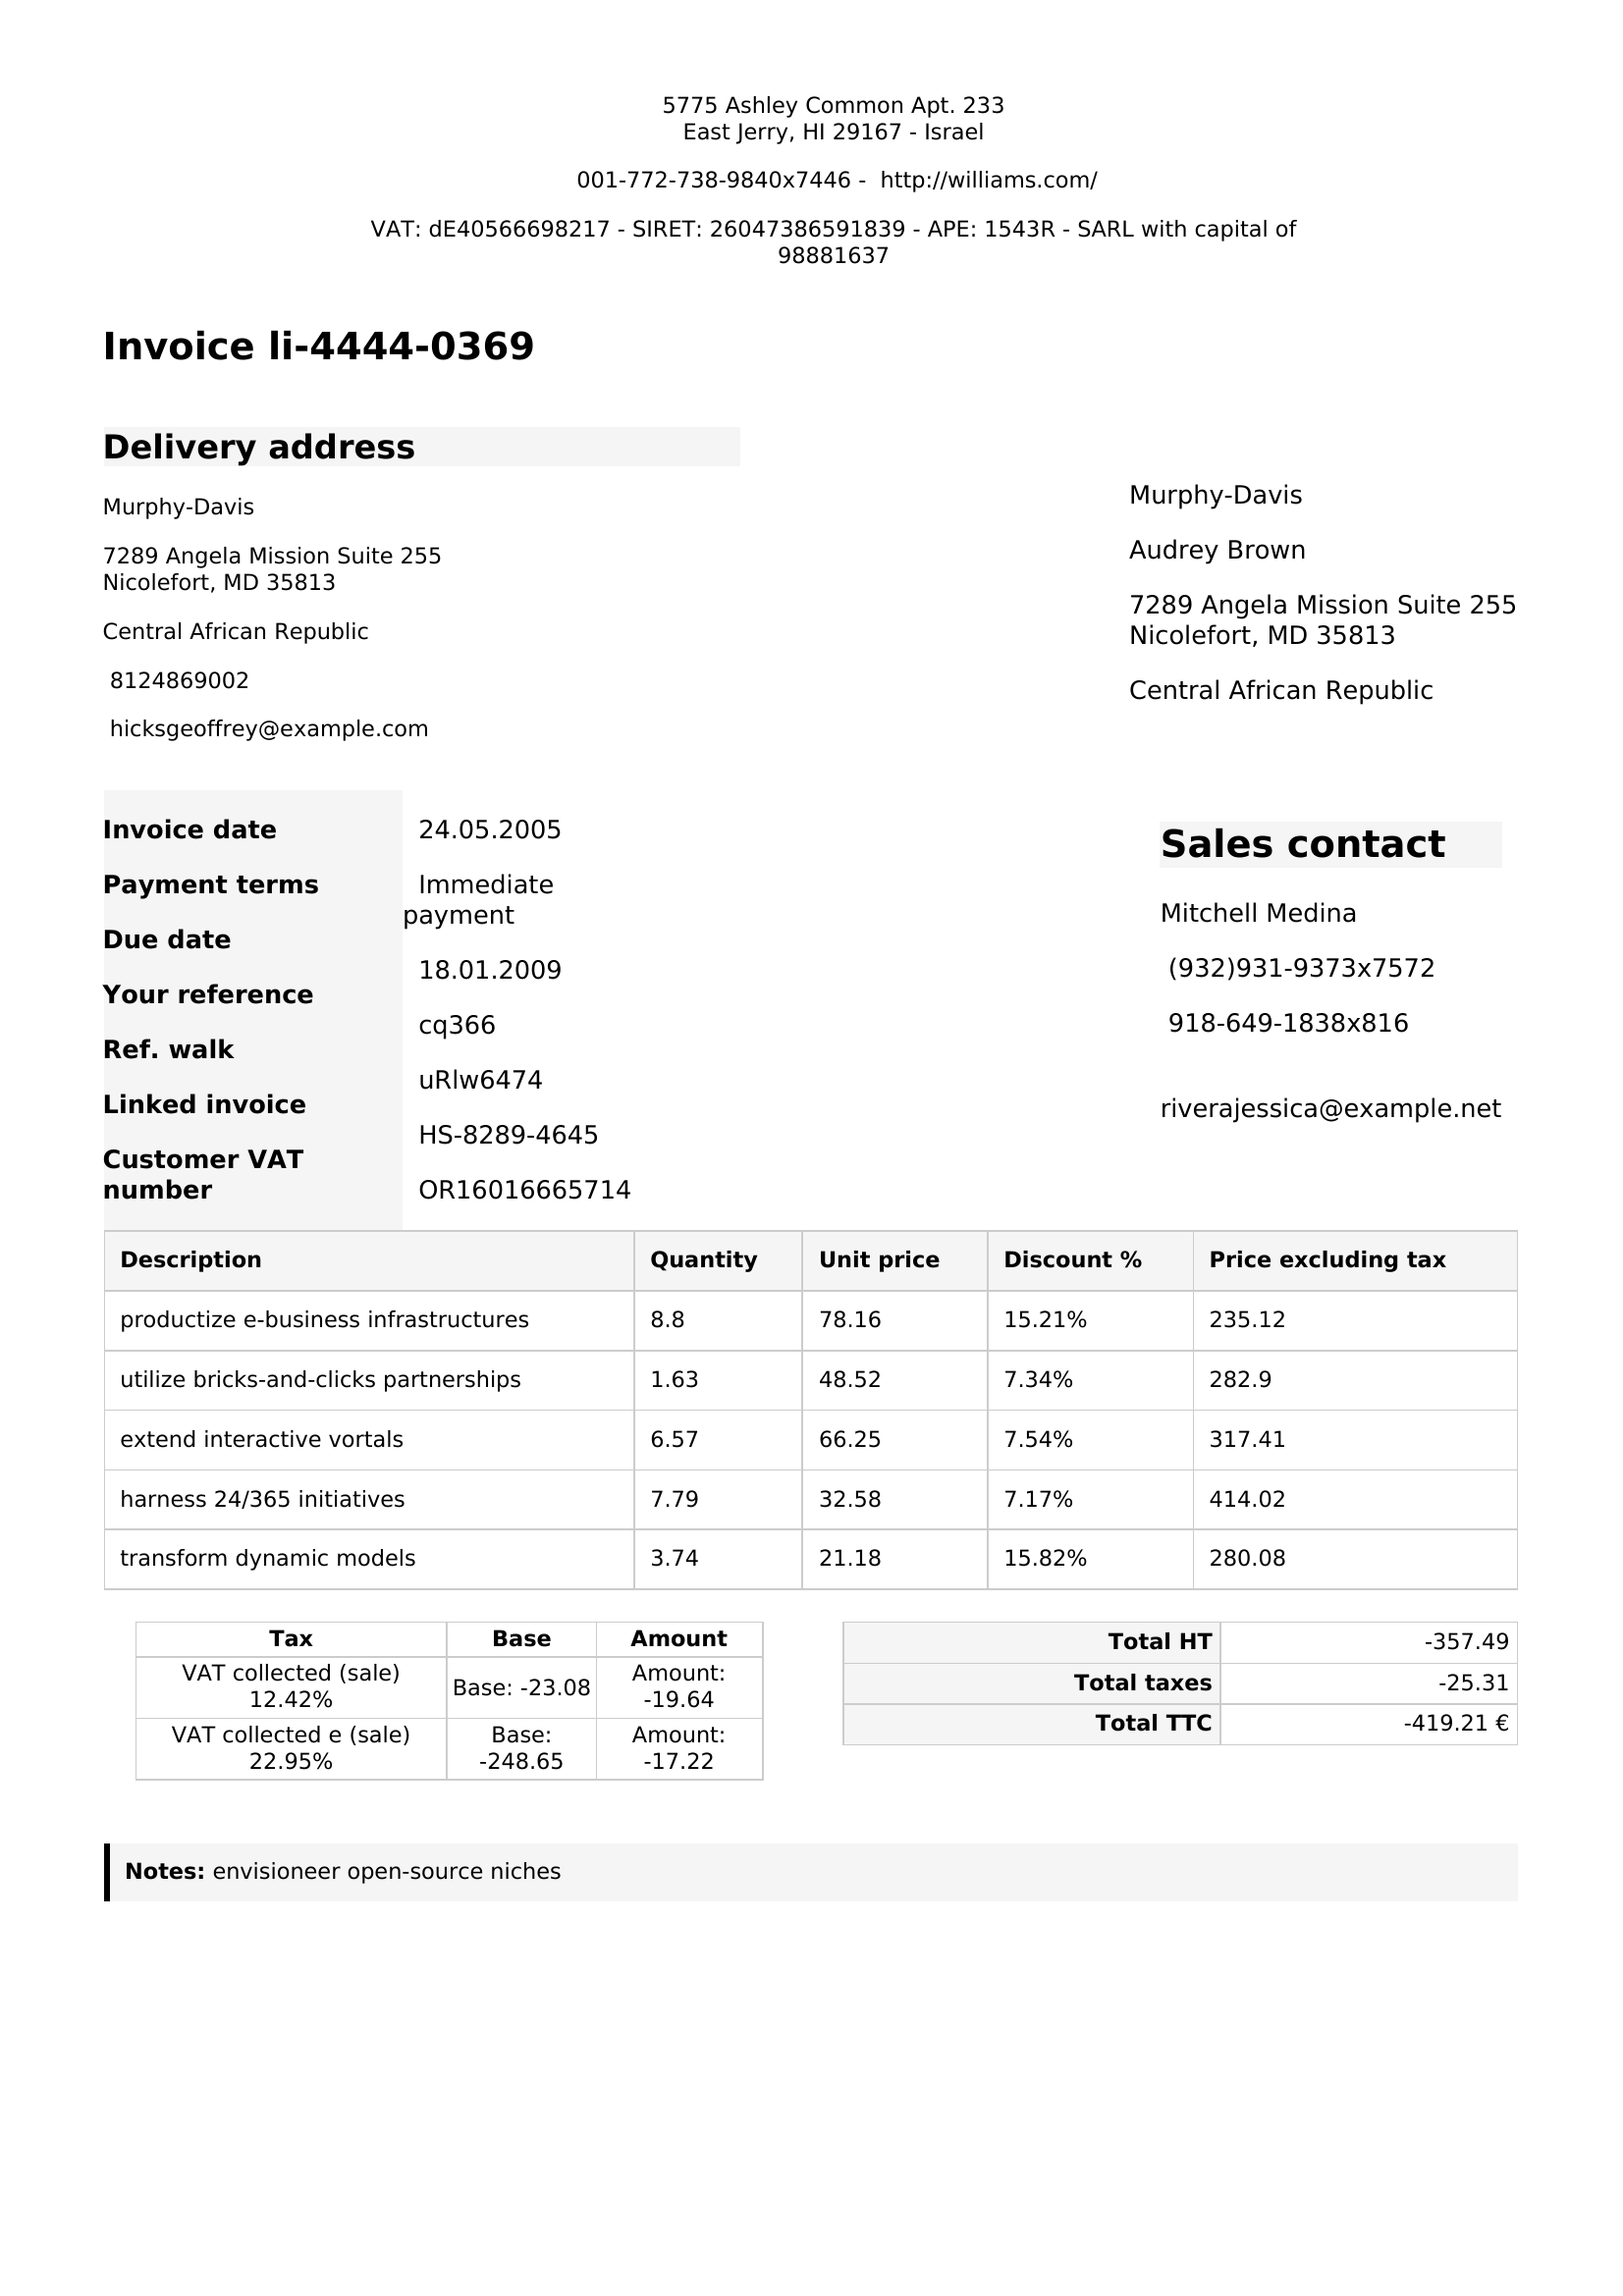 5775 Ashley Common Apt. 233
East Jerry, HI 29167 - Israel
001-772-738-9840x7446 -  http://williams.com/
VAT: dE40566698217 - SIRET: 26047386591839 - APE: 1543R - SARL with capital of
98881637
Invoice li-4444-0369
Delivery address
Murphy-Davis
7289 Angela Mission Suite 255
Nicolefort, MD 35813
Central African Republic
8124869002
hicksgeoffrey@example.com
Murphy-Davis
Audrey Brown
7289 Angela Mission Suite 255
Nicolefort, MD 35813
Central African Republic
Invoice date
Payment terms
Due date
Your reference
Ref. walk
Linked invoice
Customer VAT
number
24.05.2005
Immediate
payment
18.01.2009
cq366
uRlw6474
HS-8289-4645
OR16016665714
Sales contact
Mitchell Medina
(932)931-9373x7572
918-649-1838x816
riverajessica@example.net
Description Quantity Unit price Discount % Price excluding tax
productize e-business infrastructures 8.8 78.16 15.21% 235.12
utilize bricks-and-clicks partnerships 1.63 48.52 7.34% 282.9
extend interactive vortals 6.57 66.25 7.54% 317.41
harness 24/365 initiatives 7.79 32.58 7.17% 414.02
transform dynamic models 3.74 21.18 15.82% 280.08
Tax Base Amount
VAT collected (sale)
12.42%
Base: -23.08
Amount:
-19.64
VAT collected e (sale)
22.95%
Base:
-248.65
Amount:
-17.22
Total HT -357.49
Total taxes -25.31
Total TTC -419.21 €
Notes: envisioneer open-source niches